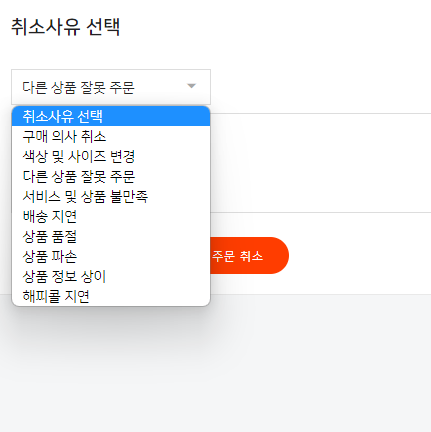 취소사유 선택
다른 상품 잘못 주문
취소사유 선택
구매 의사 취소
색상 및 사이즈 변경
다른 상품 잘못 주문
서비스 및 상품 불만족
배송 지연
상품 품절
주문 취소
상품 파손
상품 정보 상이
해피콜 지연